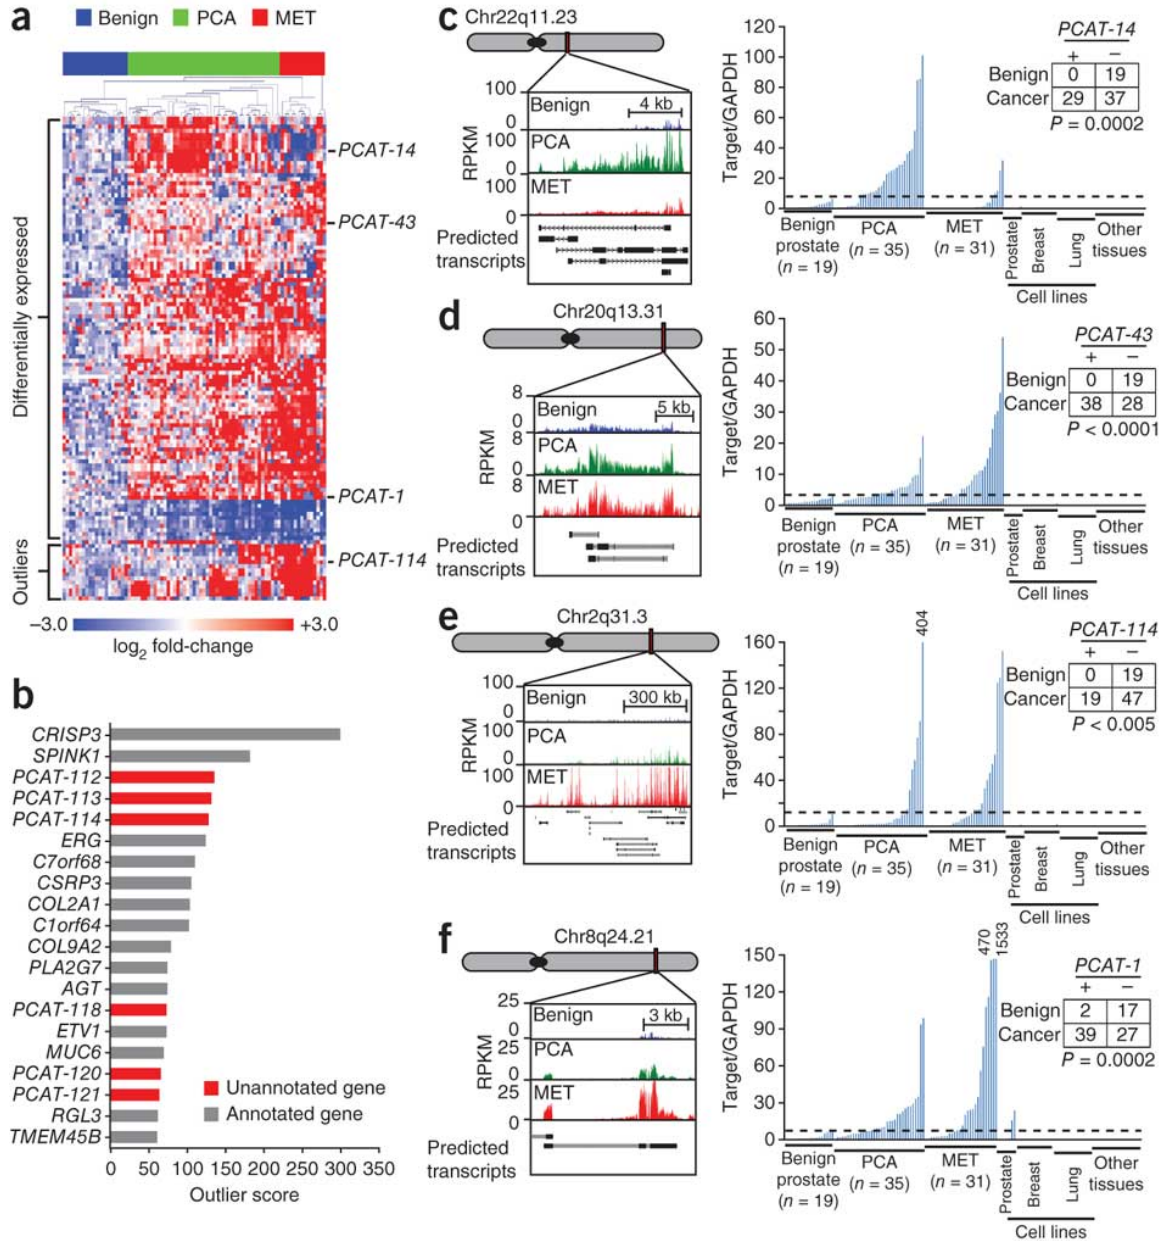 a
Benign PCA MET
Differentially expressed
Outliers
PCAT-14
PCAT-43
PCAT-1
PCAT-114
−3.0 +3.0
log2 fold-change
b
CRISP3
SPINK1
PCAT-112
PCAT-113
PCAT-114
ERG
C7orf68
CSRP3
COL2A1
C1orf64
COL9A2
PLA2G7
AGT
PCAT-118
ETV1
MUC6
PCAT-120
PCAT-121
RGL3
TMEM45B
Unannotated gene
Annotated gene
0 50 100 150 200 250 300 350
Outlier score
c
Chr22q11.23
100
0
100
0
100
0
RPKM
Benign
4 kb
PCA
MET
Predicted
transcripts
Target/GAPDH
120
100
80
60
40
20
0
Benign
prostate
(n = 19)
PCA
(n = 35)
MET
(n = 31)
Prostate
Breast
Lung
Other
tissues
Cell lines
PCAT-14
+ −
Benign 0 19
Cancer 29 37
P = 0.0002
d
Chr20q13.31
8
0
8
0
8
0
RPKM
Benign
5 kb
PCA
MET
Predicted
transcripts
Target/GAPDH
60
50
40
30
20
10
0
Benign
prostate
(n = 19)
PCA
(n = 35)
MET
(n = 31)
Prostate
Breast
Lung
Other
tissues
Cell lines
PCAT-43
+ −
Benign 0 19
Cancer 38 28
P < 0.0001
e
Chr2q31.3
100
0
100
0
100
0
RPKM
Benign
300 kb
PCA
MET
Predicted
transcripts
Target/GAPDH
160
120
80
40
0
404
Benign
prostate
(n = 19)
PCA
(n = 35)
MET
(n = 31)
Prostate
Breast
Lung
Other
tissues
Cell lines
PCAT-114
+ −
Benign 0 19
Cancer 19 47
P < 0.005
f
Chr8q24.21
25
0
25
0
25
0
RPKM
Benign
3 kb
PCA
MET
Predicted
transcripts
Target/GAPDH
150
120
90
60
30
0
470
1533
Benign
prostate
(n = 19)
PCA
(n = 35)
MET
(n = 31)
Prostate
Breast
Lung
Other
tissues
Cell lines
PCAT-1
+ −
Benign 2 17
Cancer 39 27
P = 0.0002